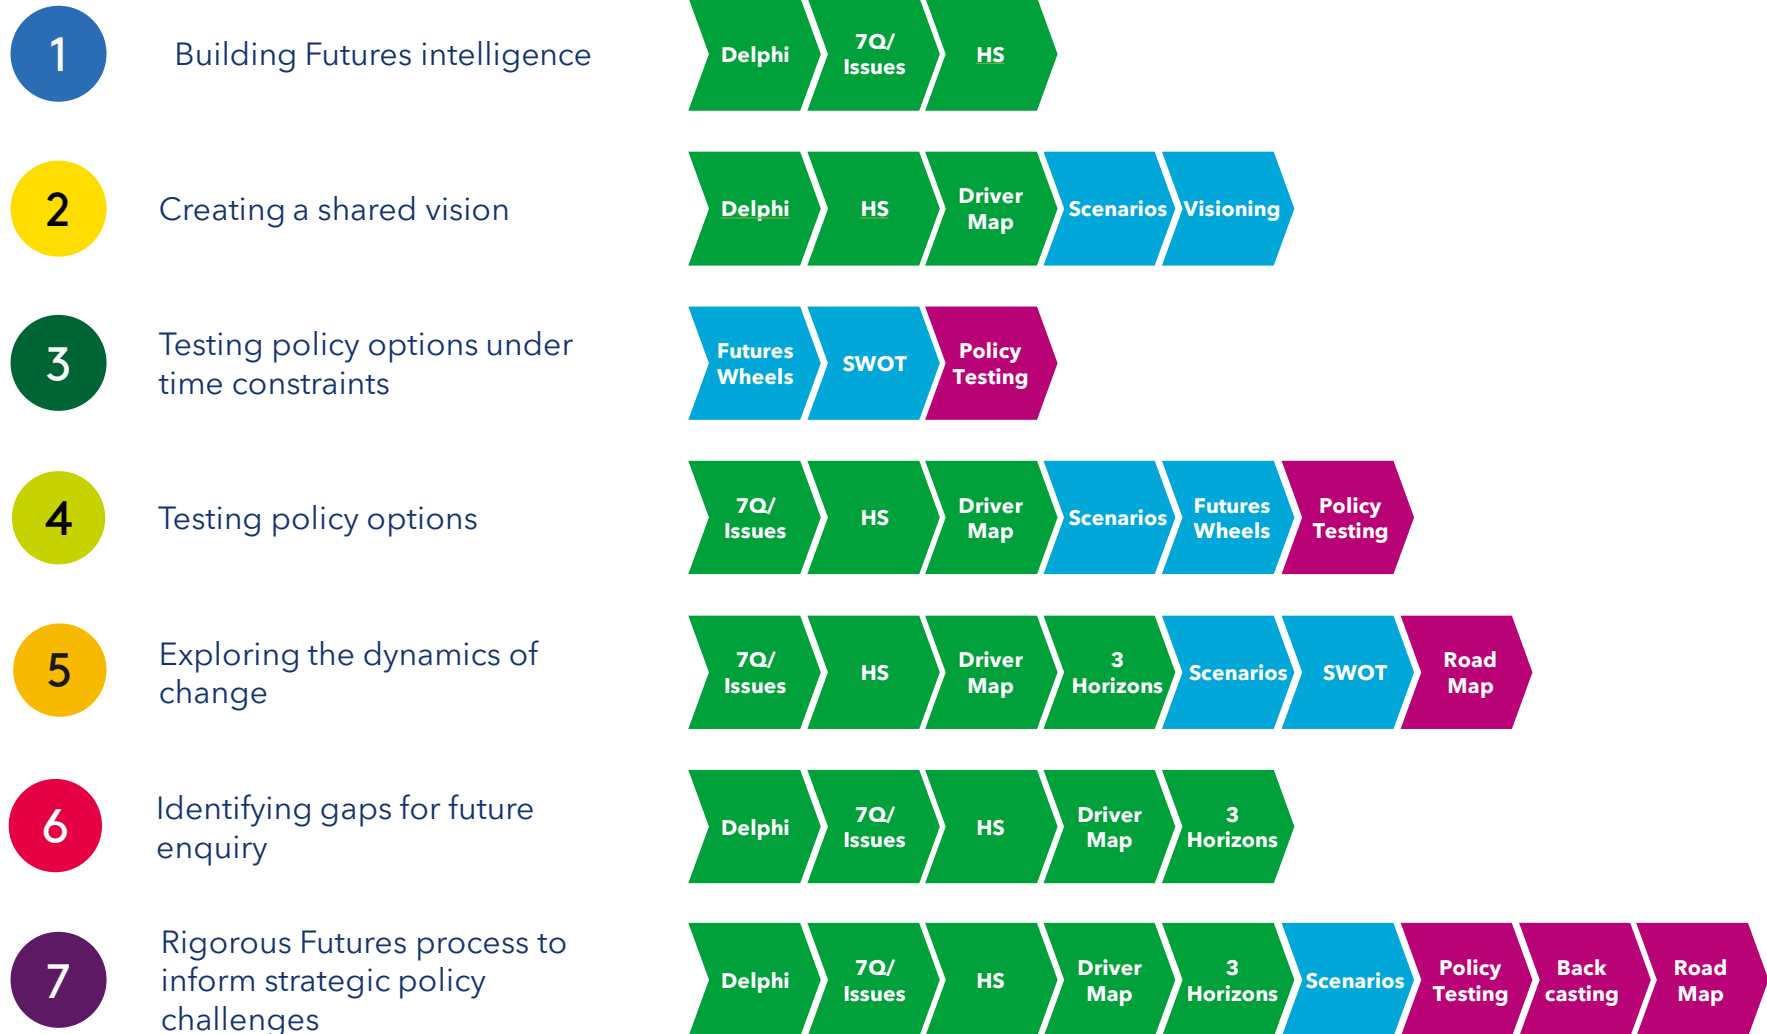 1
Building Futures intelligence
Delphi
7Q/
Issues
HS
2
Creating a shared vision
Delphi
HS
Driver
Map
Scenarios
Visioning
3
Testing policy options under
time constraints
Futures
Wheels
SWOT
Policy
Testing
4
Testing policy options
7Q/
Issues
HS
Driver
Map
Scenarios
Futures
Wheels
Policy
Testing
5
Exploring the dynamics of
change
7Q/
Issues
HS
Driver
Map
3
Horizons
Scenarios
SWOT
Road
Map
6
Identifying gaps for future
enquiry
Delphi
7Q/
Issues
HS
Driver
Map
3
Horizons
7
Rigorous Futures process to
inform strategic policy
challenges
Delphi
7Q/
Issues
HS
Driver
Map
3
Horizons
Scenarios
Policy
Testing
Back
casting
Road
Map